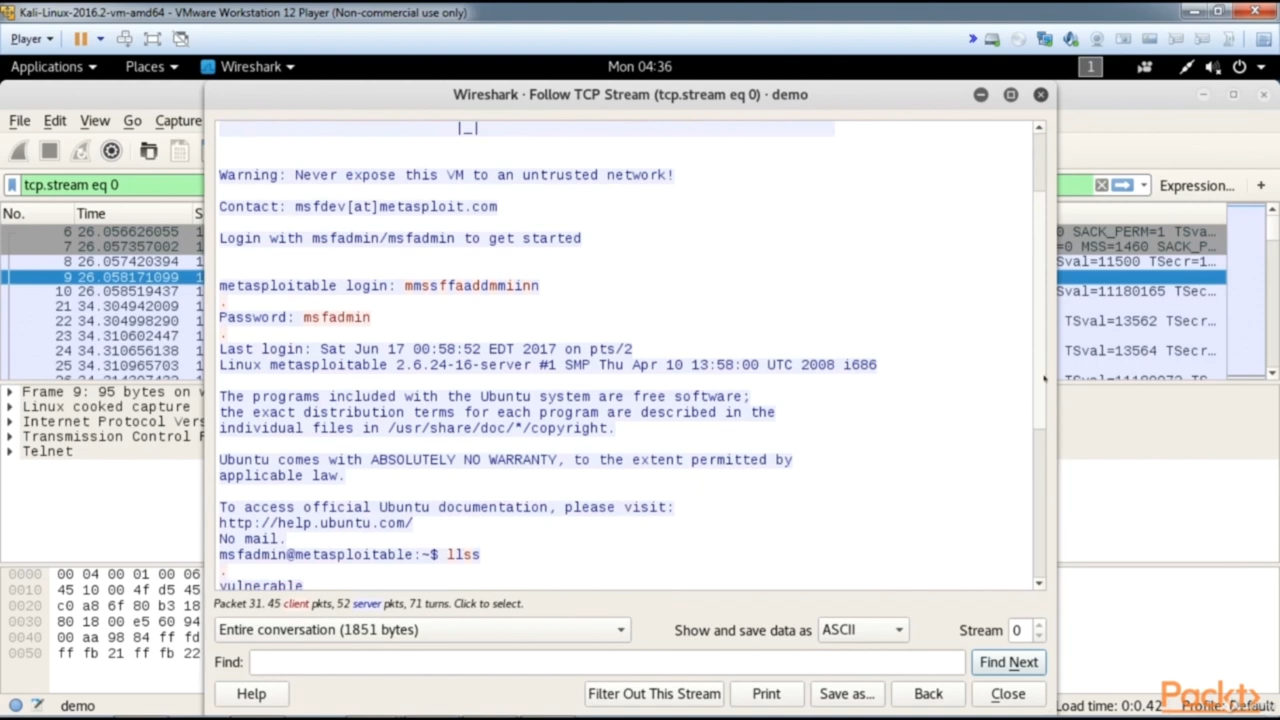 Kali-Linux-2016.2-vm-amd64 - VMware Workstation 12 Player (Non-commercial use only)
Player
Applications Places Wireshark Mon 04:36 1
Wireshark · Follow TCP Stream (tcp.stream eq 0) · demo
File Edit View Go Capture
tcp.stream eq 0 Expression... +
No. Time S
6 26.056626055 1 0 SACK_PERM=1 TSva...
7 26.057357002 1 =0 MSS=1460 SACK_P...
8 26.057420394 1 Sval=11500 TSecr=1...
9 26.058171099 1
10 26.058519437 1 Sval=11180165 TSec...
21 34.304942009 1
22 34.304998290 1 TSval=13562 TSecr...
23 34.310602447 1
24 34.310656138 1 TSval=13564 TSecr...
25 34.310965703 1
|_|
Warning: Never expose this VM to an untrusted network!
Contact: msfdev[at]metasploit.com
Login with msfadmin/msfadmin to get started
metasploitable login: mmssffaaddmmiinn
.
Password: msfadmin
.
Last login: Sat Jun 17 00:58:52 EDT 2017 on pts/2
Linux metasploitable 2.6.24-16-server #1 SMP Thu Apr 10 13:58:00 UTC 2008 i686
The programs included with the Ubuntu system are free software;
the exact distribution terms for each program are described in the
individual files in /usr/share/doc/*/copyright.
Ubuntu comes with ABSOLUTELY NO WARRANTY, to the extent permitted by
applicable law.
To access official Ubuntu documentation, please visit:
http://help.ubuntu.com/
No mail.
msfadmin@metasploitable:~$ llss
.
vulnerable
Frame 9: 95 bytes on w
Linux cooked capture
Internet Protocol Vers
Transmission Control P
Telnet
0000 00 04 00 01 00 06
0010 45 10 00 4f d5 45
0020 c0 a8 6f 80 b3 18
0030 80 18 00 e5 60 94
0040 00 aa 98 84 ff fd
0050 ff fb 21 ff fb 22
Packet 31. 45 client pkts, 52 server pkts, 71 turns. Click to select.
Entire conversation (1851 bytes) Show and save data as ASCII Stream 0
Find: Find Next
Help Filter Out This Stream Print Save as... Back Close
demo Load time: 0:0.42 Profile: Default
Packt>